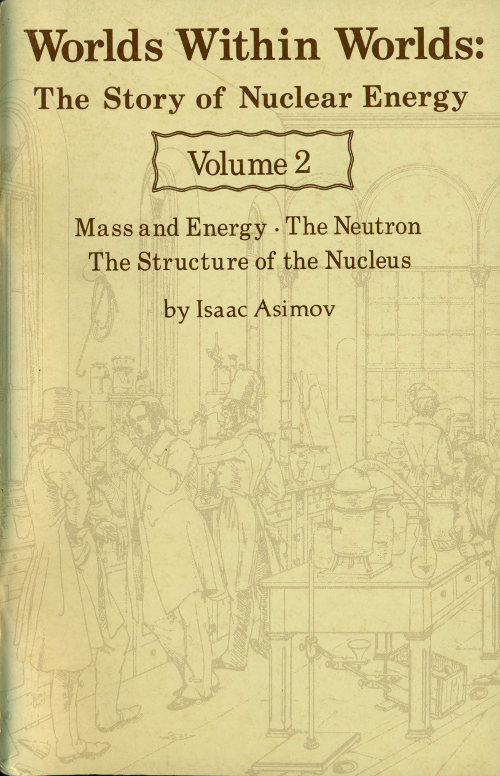 Worlds Within Worlds:
The Story of Nuclear Energy
Volume 2
Mass and Energy · The Neutron
The Structure of the Nucleus
by Isaac Asimov